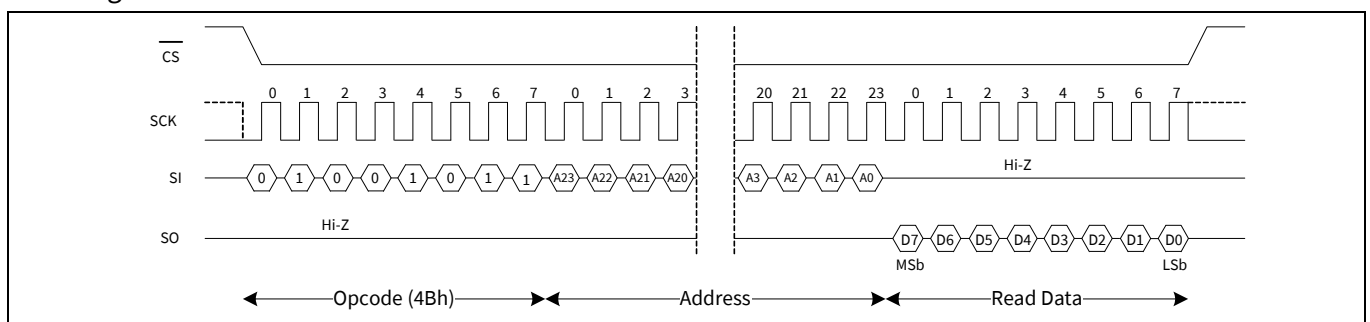 CS
0 1 2 3 4 5 6 7 0 1 2 3 20 21 22 23 0 1 2 3 4 5 6 7
SCK
Hi-Z
SI 0 1 0 0 1 0 1 1 A23 A22 A21 A20 A3 A2 A1 A0
Hi-Z
SO D7 D6 D5 D4 D3 D2 D1 D0
MSb LSb
Opcode (4Bh) Address Read Data